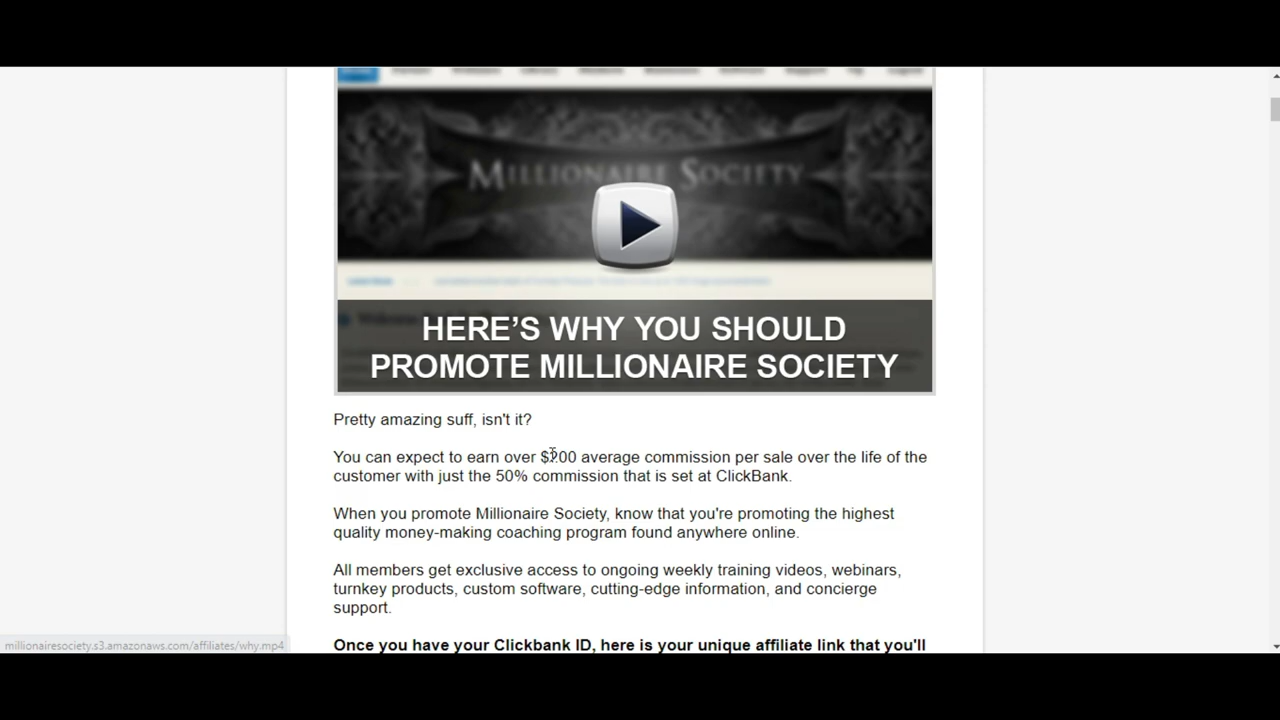 MILLIONAIRE SOCIETY
HERE'S WHY YOU SHOULD
PROMOTE MILLIONAIRE SOCIETY
Pretty amazing suff, isn't it?
You can expect to earn over average commission per sale over the life of the
customer with just the 50% commission that is set at ClickBank.
When you promote Millionaire Society, know that you're promoting the highest
quality money-making coaching program found anywhere online.
All members get exclusive access to ongoing weekly training videos, webinars,
turnkey products, custom software, cutting-edge information, and concierge
support.
Once you have your Clickbank ID, here is your unique affiliate link that you'll
millionairesociety.s3.amazonaws.com/affiliates/why.mp4